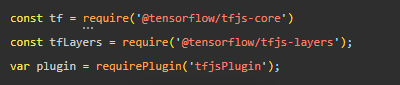 const tf = require('@tensorflow/tfjs-core')
const tfLayers = require('@tensorflow/tfjs-layers');
var plugin = requirePlugin('tfjsPlugin');